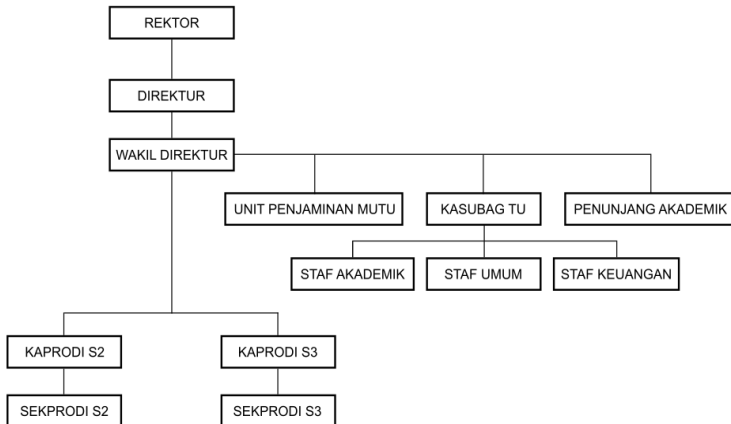 REKTOR
DIREKTUR
WAKIL DIREKTUR
UNIT PENJAMINAN MUTU
KASUBAG TU
PENUNJANG AKADEMIK
STAF AKADEMIK
STAF UMUM
STAF KEUANGAN
KAPRODI S2
KAPRODI S3
SEKPRODI S2
SEKPRODI S3